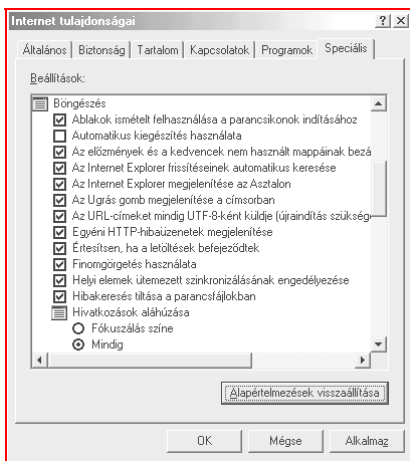 Internet tulajdonságai
Általános Biztonság Tartalom Kapcsolatok Programok Speciális
Beállítások:
Böngészés
Ablakok ismételt felhasználása a parancsikonok indításához
Automatikus kiegészítés használata
Az előzmények és a kedvencek nem használt mappáinak bezá
Az Internet Explorer frissítéseinek automatikus keresése
Az Internet Explorer megjelenítése az Asztalon
Az Ugrás gomb megjelenítése a címsorban
Az URL-címeket mindig UTF-8-ként küldje (újraindítás szüksége
Egyéni HTTP-hibaüzenetek megjelenítése
Értesítsen, ha a letöltések befejeződtek
Finomgörgetés használata
Helyi elemek ütemezett szinkronizálásának engedélyezése
Hibakeresés tiltása a parancsfájlokban
Hivatkozások aláhúzása
Fókuszálás színe
Mindig
Alapértelmezések visszaállítása
OK Mégse Alkalmaz